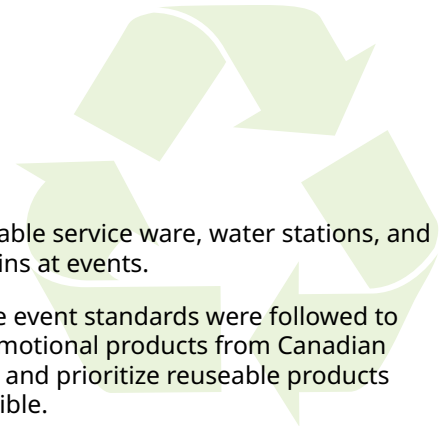 able service ware, water stations, and
ins at events.
e event standards were followed to
motional products from Canadian
and prioritize reuseable products
ible.